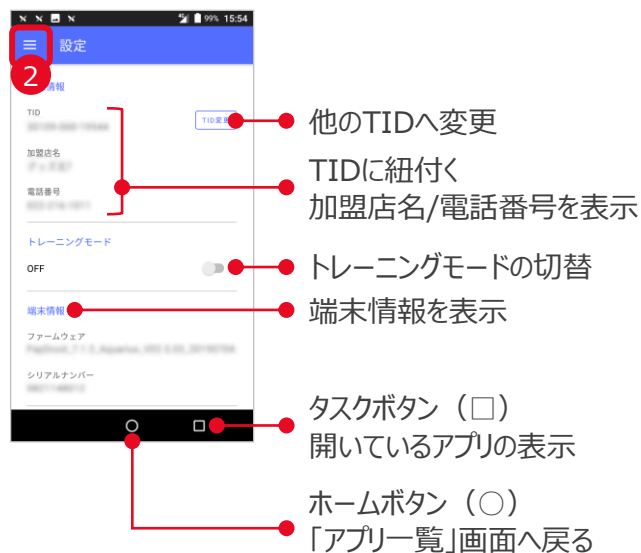 99% 15:54
設定
2
情報
TID
TID変更
加盟店名
電話番号
トレーニングモード
OFF
端末情報
ファームウェア
シリアルナンバー
他のTIDへ変更
TIDに紐付く
加盟店名/電話番号を表示
トレーニングモードの切替
端末情報を表示
タスクボタン（□）
開いているアプリの表示
ホームボタン（○）
「アプリ一覧」画面へ戻る